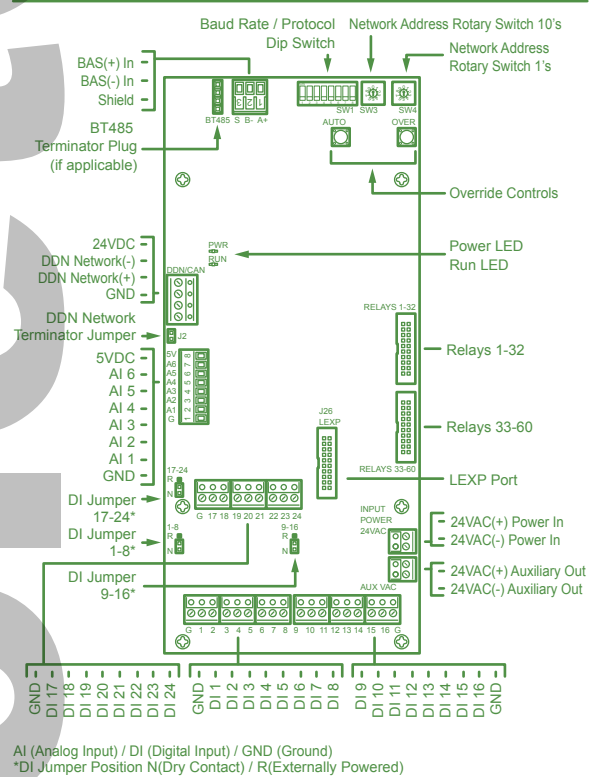 Baud Rate / Protocol
Dip Switch
Network Address Rotary Switch 10's
Network Address
Rotary Switch 1's
BAS(+) In
BAS(-) In
Shield
BT485
Terminator Plug
(if applicable)
BT485 S B- A+
3 2 1
SW1 SW3 SW4
AUTO OVER
Override Controls
24VDC
DDN Network(-)
DDN Network(+)
GND
PWR
RUN
Power LED
Run LED
DDN/CAN
DDN Network
Terminator Jumper
J2
RELAYS 1-32
Relays 1-32
5VDC
AI 6
AI 5
AI 4
AI 3
AI 2
AI 1
GND
5V
A6
A5
A4
A3
A2
A1
G
8
7
6
5
4
3
2
1
J26
LEXP
Relays 33-60
RELAYS 33-60
LEXP Port
17-24
R
N
DI Jumper
17-24*
G 17 18 19 20 21 22 23 24
INPUT
POWER
24VAC
24VAC(+) Power In
24VAC(-) Power In
1-8
R
N
DI Jumper
1-8*
9-16
R
N
DI Jumper
9-16*
24VAC(+) Auxiliary Out
24VAC(-) Auxiliary Out
AUX VAC
G 1 2 3 4 5 6 7 8 9 10 11 12 13 14 15 16 G
GND
DI 17
DI 18
DI 19
DI 20
DI 21
DI 22
DI 23
DI 24
GND
DI 1
DI 2
DI 3
DI 4
DI 5
DI 6
DI 7
DI 8
DI 9
DI 10
DI 11
DI 12
DI 13
DI 14
DI 15
DI 16
GND
AI (Analog Input) / DI (Digital Input) / GND (Ground)
*DI Jumper Position N(Dry Contact) / R(Externally Powered)